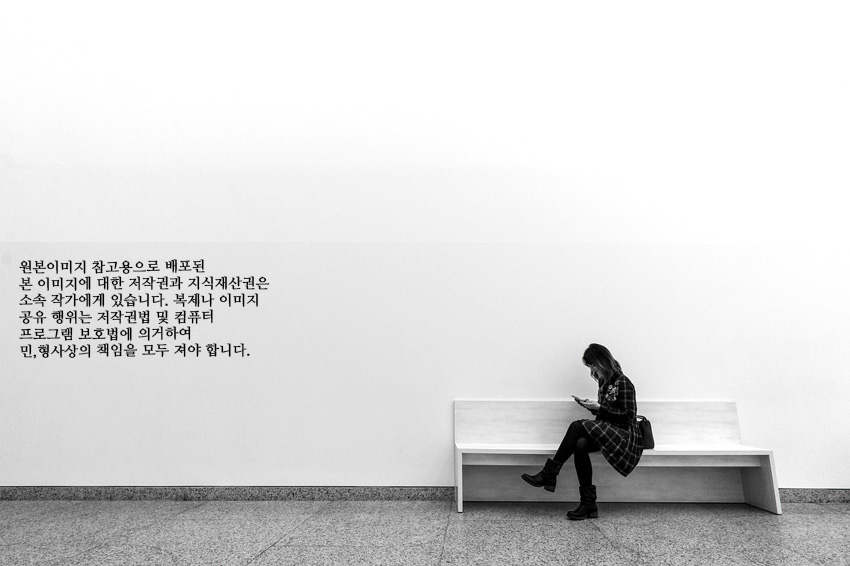 원본이미지 참고용으로 배포된
본 이미지에 대한 저작권과 지식재산권은
소속 작가에게 있습니다. 복제나 이미지
공유 행위는 저작권법 및 컴퓨터
프로그램 보호법에 의거하여
민,형사상의 책임을 모두 져야 합니다.